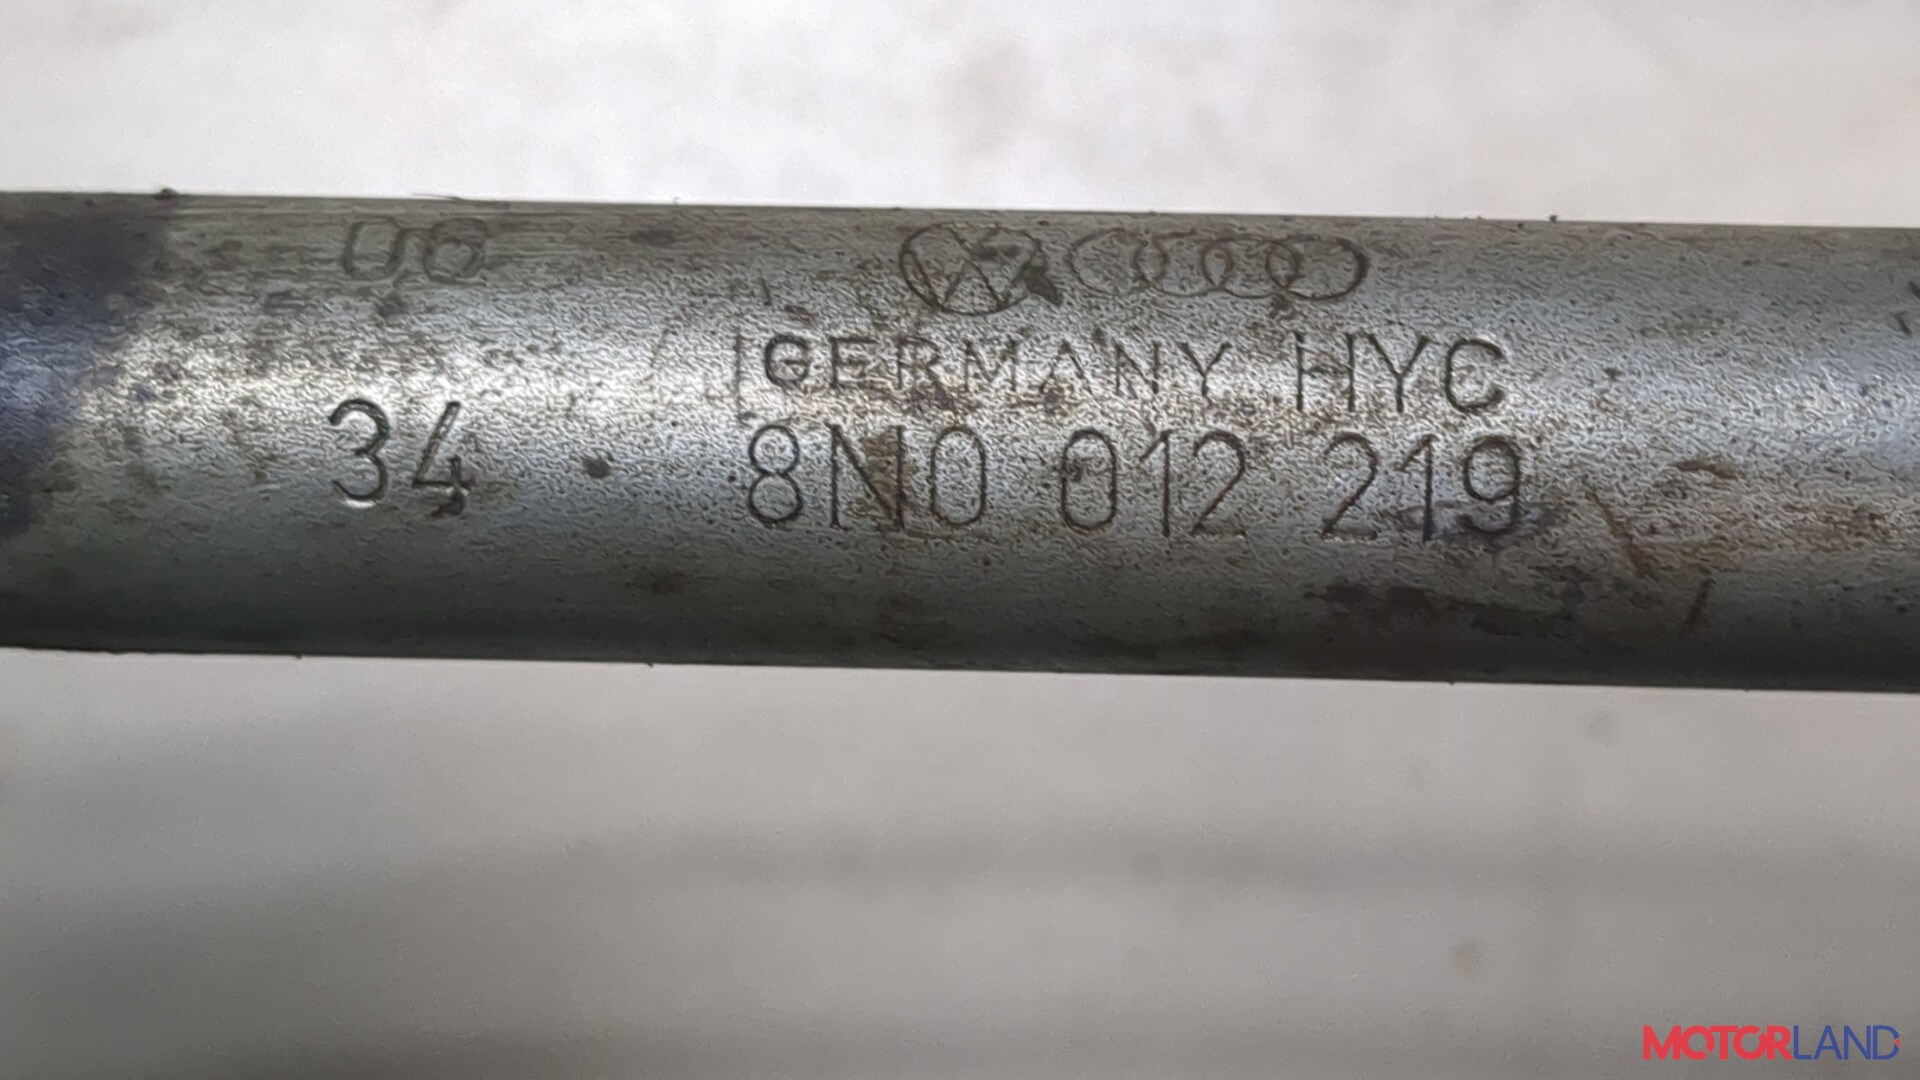 06
GERMANY HYC
34 8N0 012 219
MOTORLAND